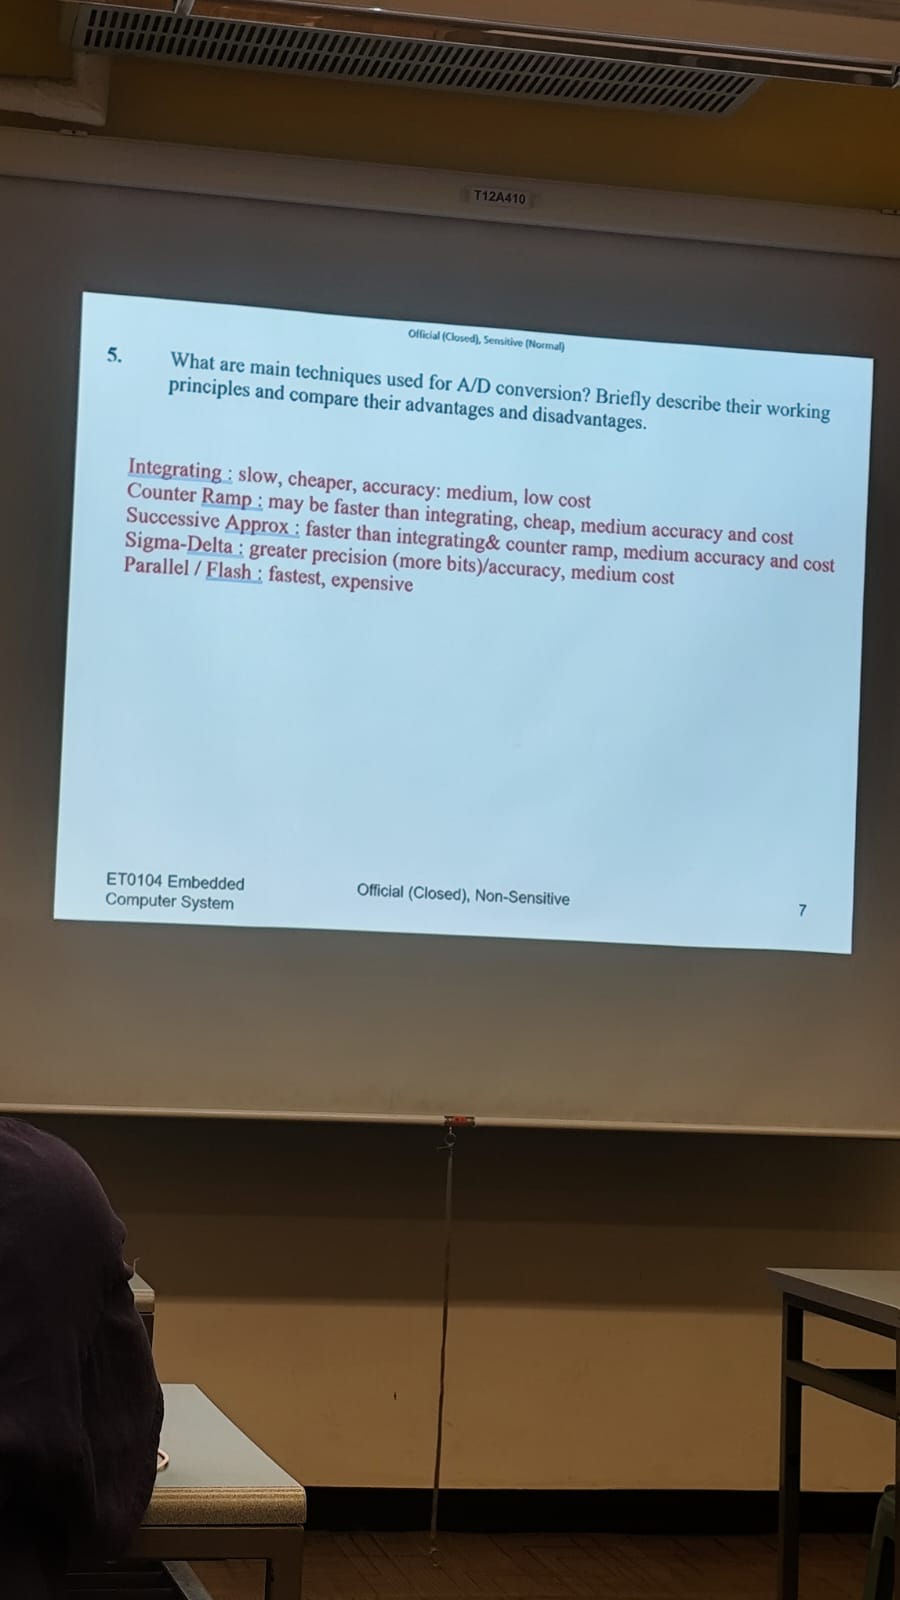 T12A410
Official (Closed), Sensitive (Normal)
5. What are main techniques used for A/D conversion? Briefly describe their working
principles and compare their advantages and disadvantages.
Integrating : slow, cheaper, accuracy: medium, low cost
Counter Ramp : may be faster than integrating, cheap, medium accuracy and cost
Successive Approx : faster than integrating& counter ramp, medium accuracy and cost
Sigma-Delta : greater precision (more bits)/accuracy, medium cost
Parallel / Flash : fastest, expensive
ET0104 Embedded
Computer System
Official (Closed), Non-Sensitive
7